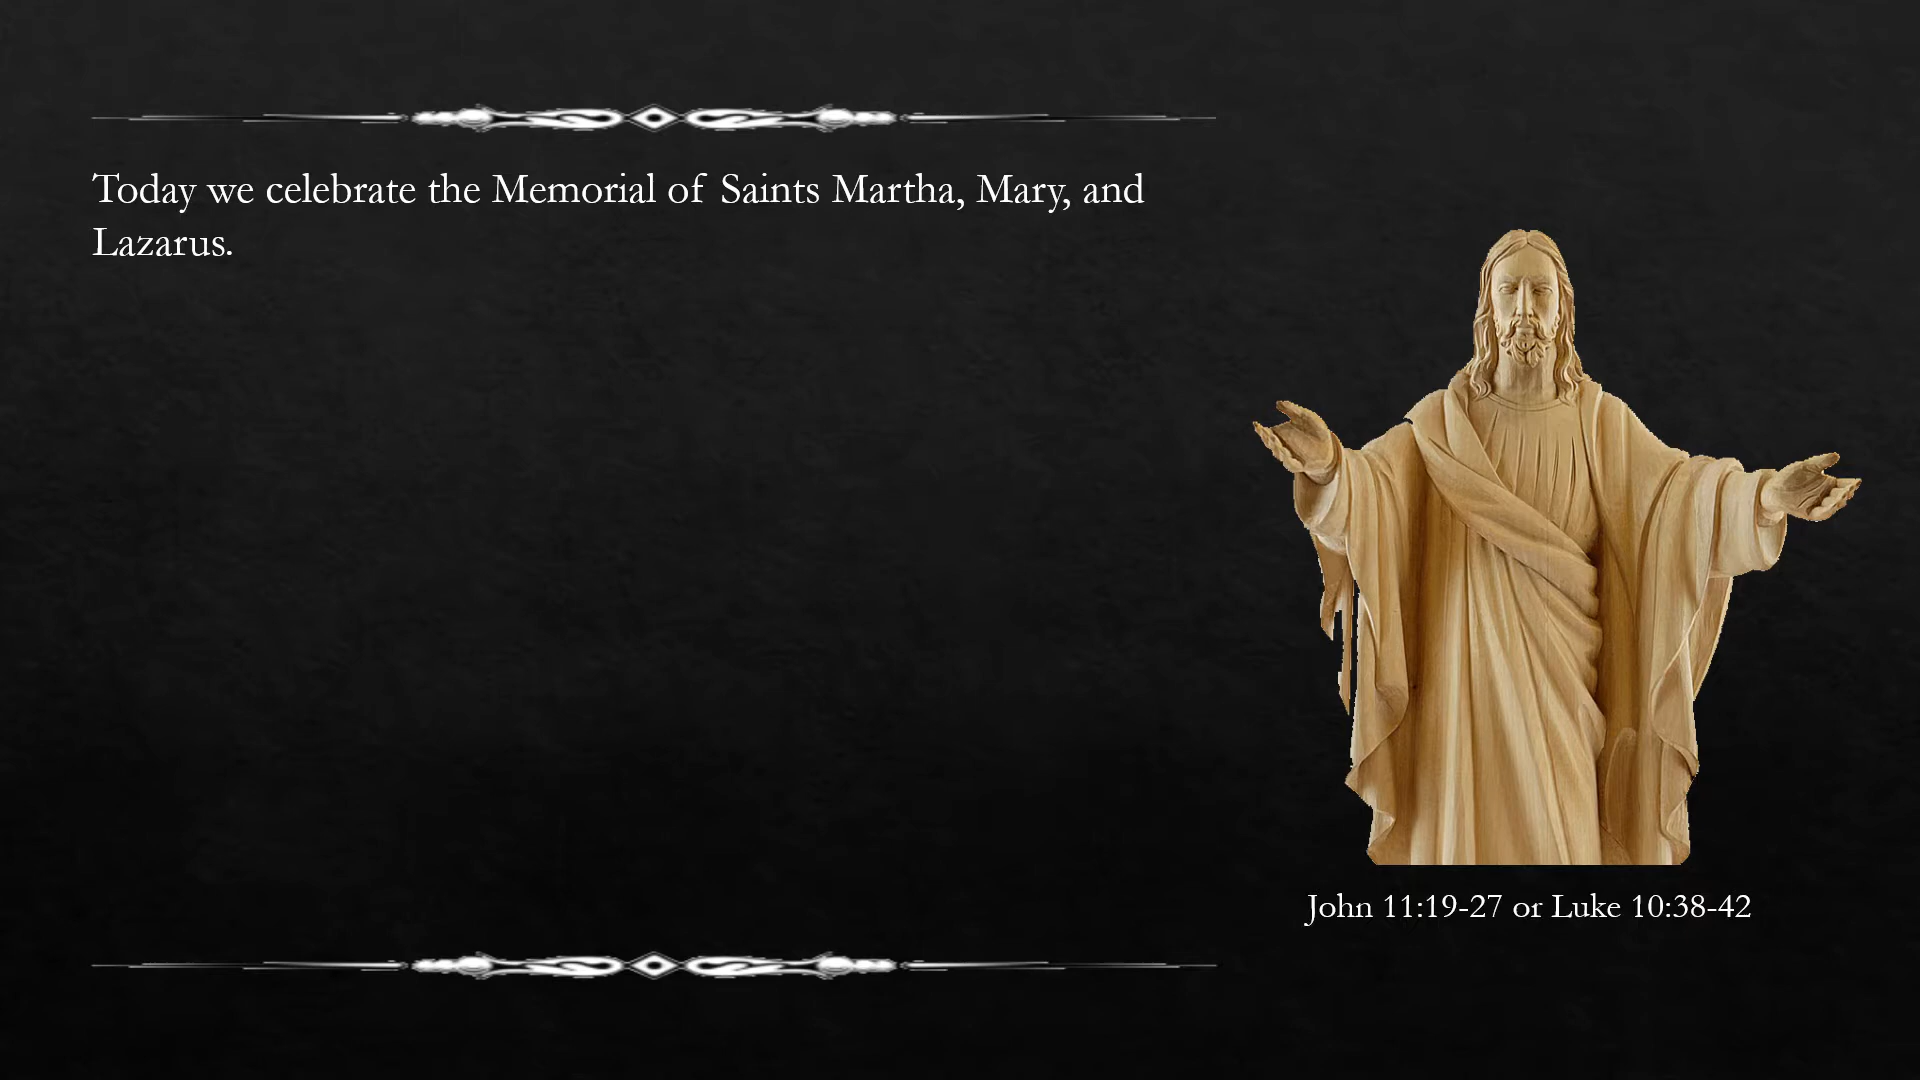 Today we celebrate the Memorial of Saints Martha, Mary, and
Lazarus.
John 11:19-27 or Luke 10:38-42